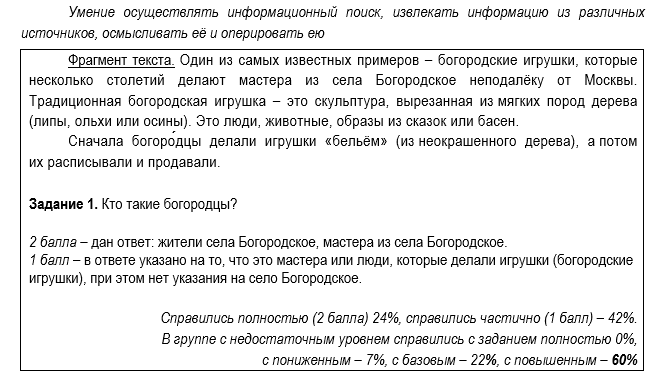 Умение осуществлять информационный поиск, извлекать информацию из различных
источников, осмысливать её и оперировать ею
Фрагмент текста. Один из самых известных примеров – богородские игрушки, которые
несколько столетий делают мастера из села Богородское неподалёку от Москвы.
Традиционная богородская игрушка – это скульптура, вырезанная из мягких пород дерева
(липы, ольхи или осины). Это люди, животные, образы из сказок или басен.
Сначала богоро́дцы делали игрушки «бельём» (из неокрашенного дерева), а потом
их расписывали и продавали.
Задание 1. Кто такие богородцы?
2 балла – дан ответ: жители села Богородское, мастера из села Богородское.
1 балл – в ответе указано на то, что это мастера или люди, которые делали игрушки (богородские
игрушки), при этом нет указания на село Богородское.
Справились полностью (2 балла) 24%, справились частично (1 балл) – 42%.
В группе с недостаточным уровнем справились с заданием полностью 0%,
с пониженным – 7%, с базовым – 22%, с повышенным – 60%